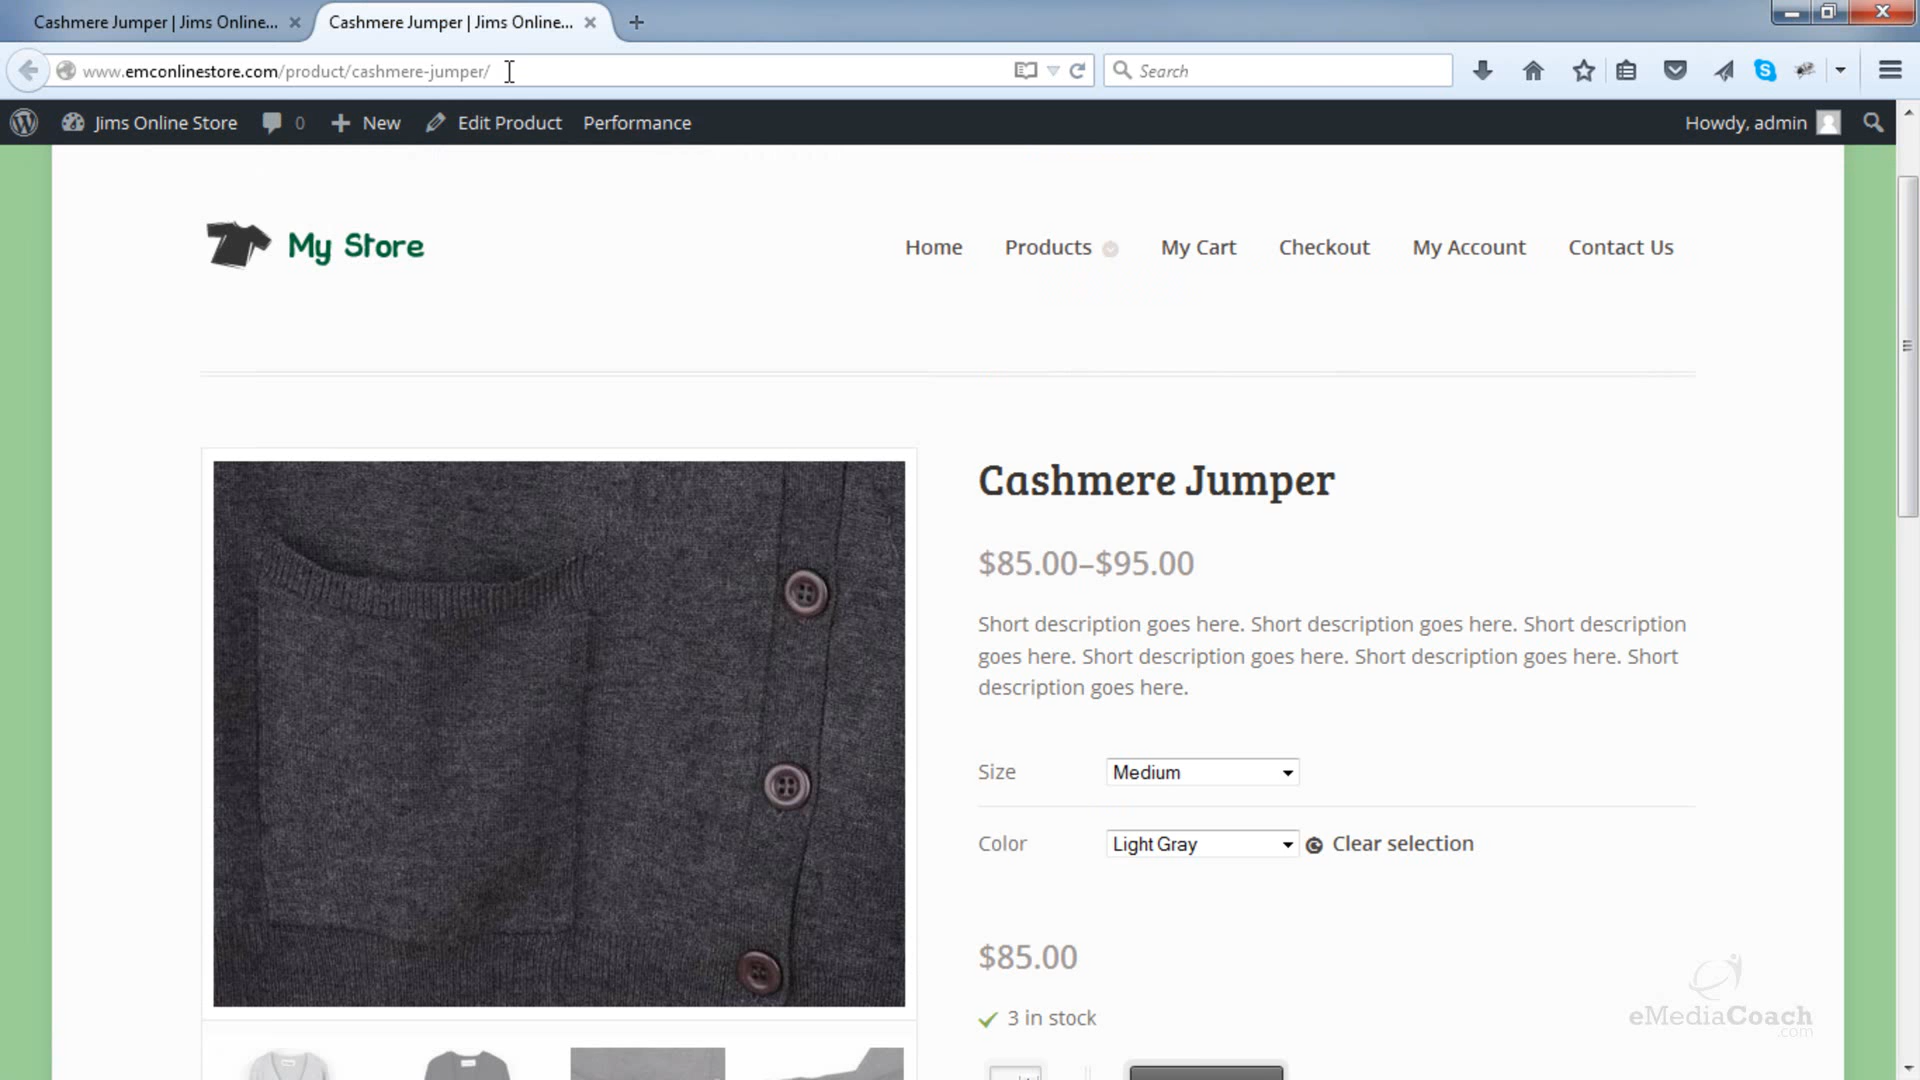 Cashmere Jumper | Jims Online...
Cashmere Jumper | Jims Online...
www.emconlinestore.com/product/cashmere-jumper/
Search
Jims Online Store
0
New
Edit Product
Performance
Howdy, admin
My Store
Home
Products
My Cart
Checkout
My Account
Contact Us
Cashmere Jumper
$85.00–$95.00
Short description goes here. Short description goes here. Short description
goes here. Short description goes here. Short description goes here. Short
description goes here.
Size
Medium
Color
Light Gray
Clear selection
$85.00
3 in stock
eMediaCoach
.com